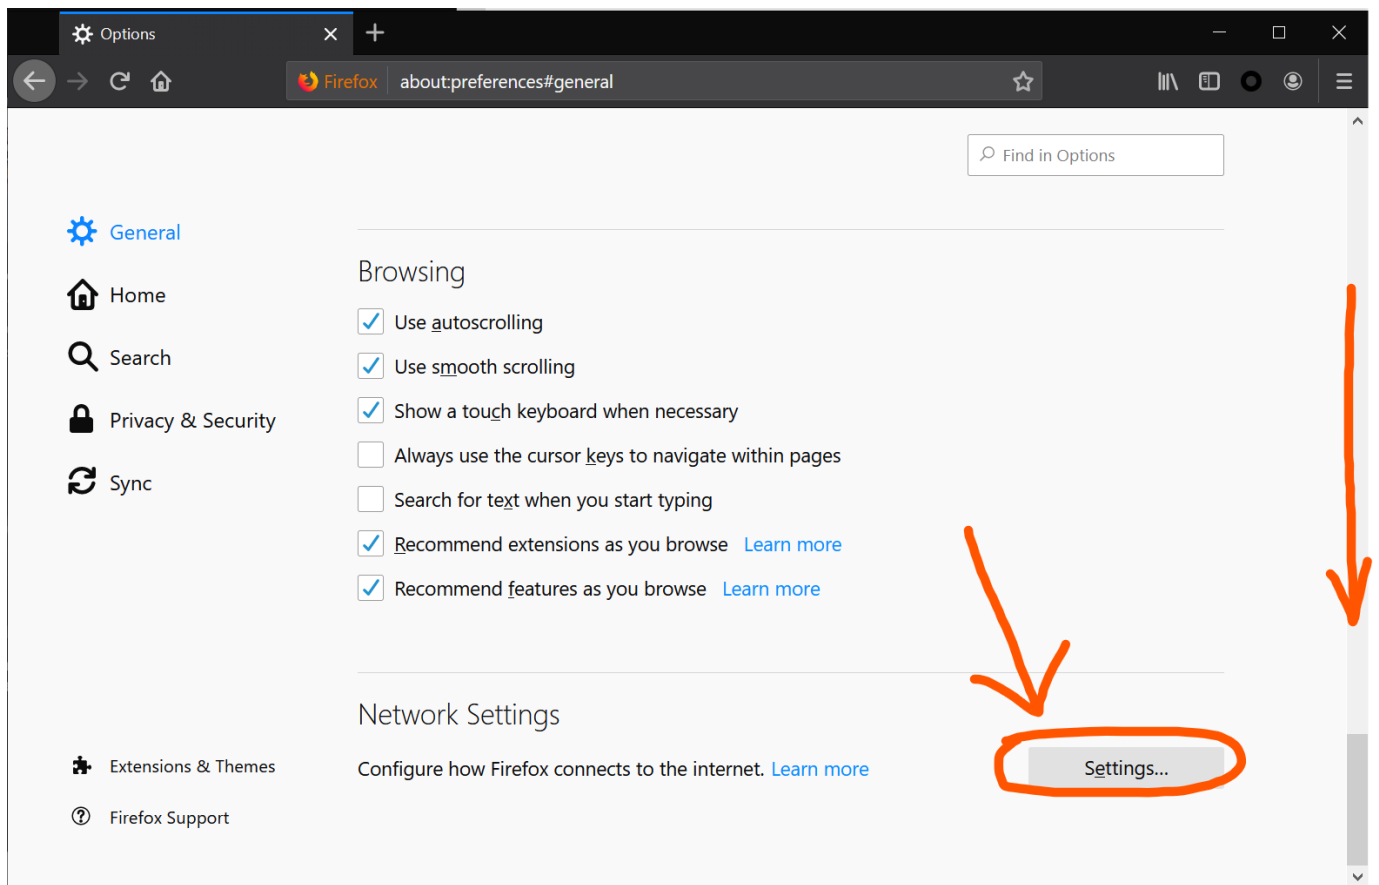 Options
Firefox about:preferences#general
Find in Options
General
Home
Search
Privacy & Security
Sync
Extensions & Themes
Firefox Support
Browsing
Use autoscrolling
Use smooth scrolling
Show a touch keyboard when necessary
Always use the cursor keys to navigate within pages
Search for text when you start typing
Recommend extensions as you browse Learn more
Recommend features as you browse Learn more
Network Settings
Configure how Firefox connects to the internet. Learn more Settings...